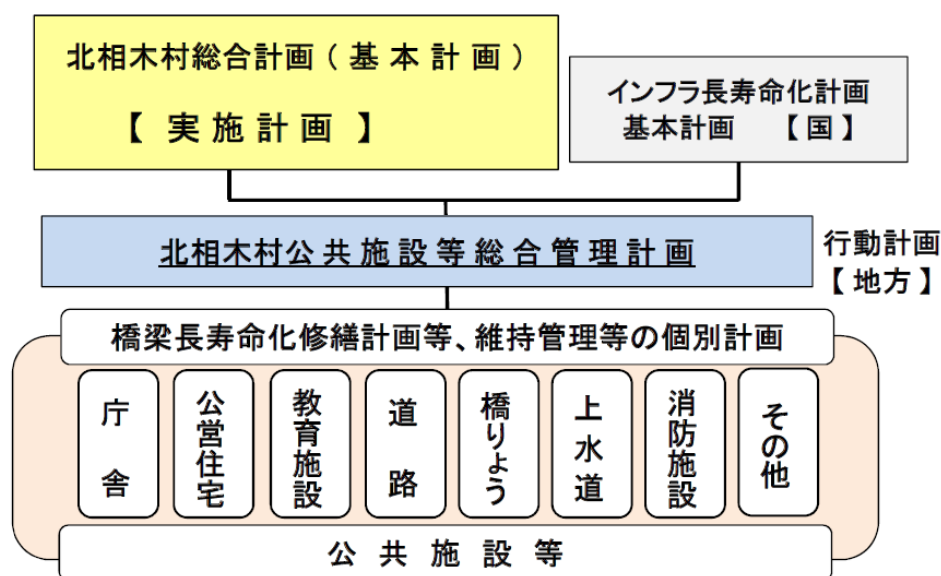 北相木村総合計画(基本計画)
【実施計画】
インフラ長寿命化計画
基本計画 【国】
北相木村公共施設等総合管理計画
行動計画
【地方】
橋梁長寿命化修繕計画等、維持管理等の個別計画
庁舎
公営住宅
教育施設
道路
橋りょう
上水道
消防施設
その他
公共施設等